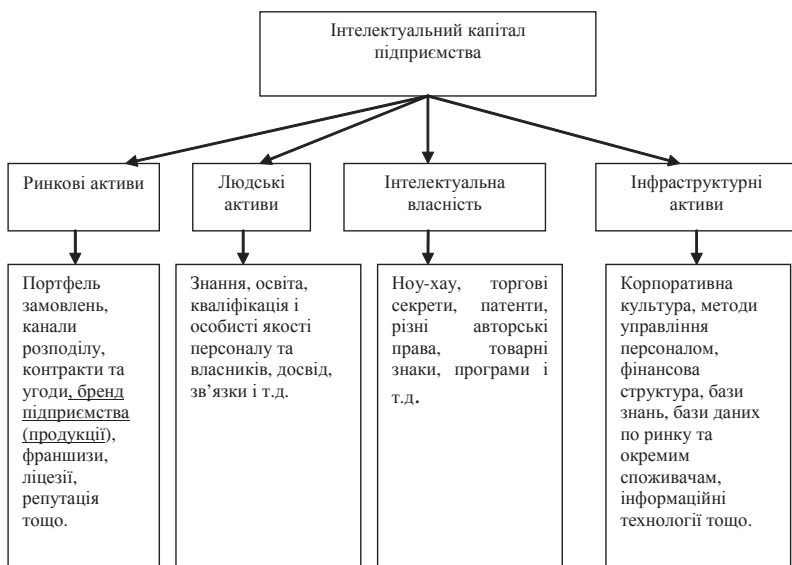 Інтелектуальний капітал
підприємства
Ринкові активи
Людські
активи
Інтелектуальна
власність
Інфраструктурні
активи
Портфель
замовлень,
канали
розподілу,
контракти та
угоди, бренд
підприємства
(продукції),
франшизи,
ліцезії,
репутація
тощо.
Знання, освіта,
кваліфікація і
особисті якості
персоналу та
власників, досвід,
зв’язки і т.д.
Ноу-хау, торгові
секрети, патенти,
різні авторські
права, товарні
знаки, програми і
т.д.
Корпоративна
культура, методи
управління
персоналом,
фінансова
структура, бази
знань, бази даних
по ринку та
окремим
споживачам,
інформаційні
технології тощо.